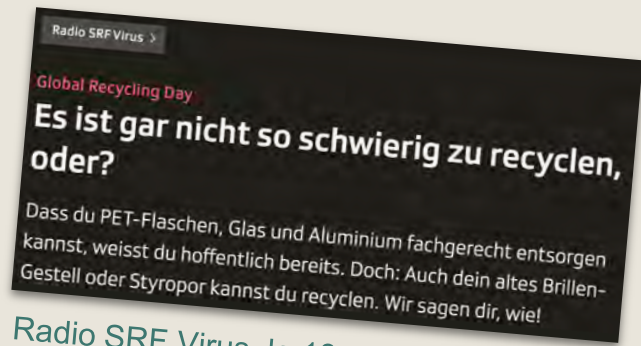 Radio SRF Virus >
Global Recycling Day
Es ist gar nicht so schwierig zu recyclen,
oder?
Dass du PET-Flaschen, Glas und Aluminium fachgerecht entsorgen
kannst, weisst du hoffentlich bereits. Doch: Auch dein altes Brillen-
Gestell oder Styropor kannst du recyclen. Wir sagen dir, wie!
Radio SRF Virus